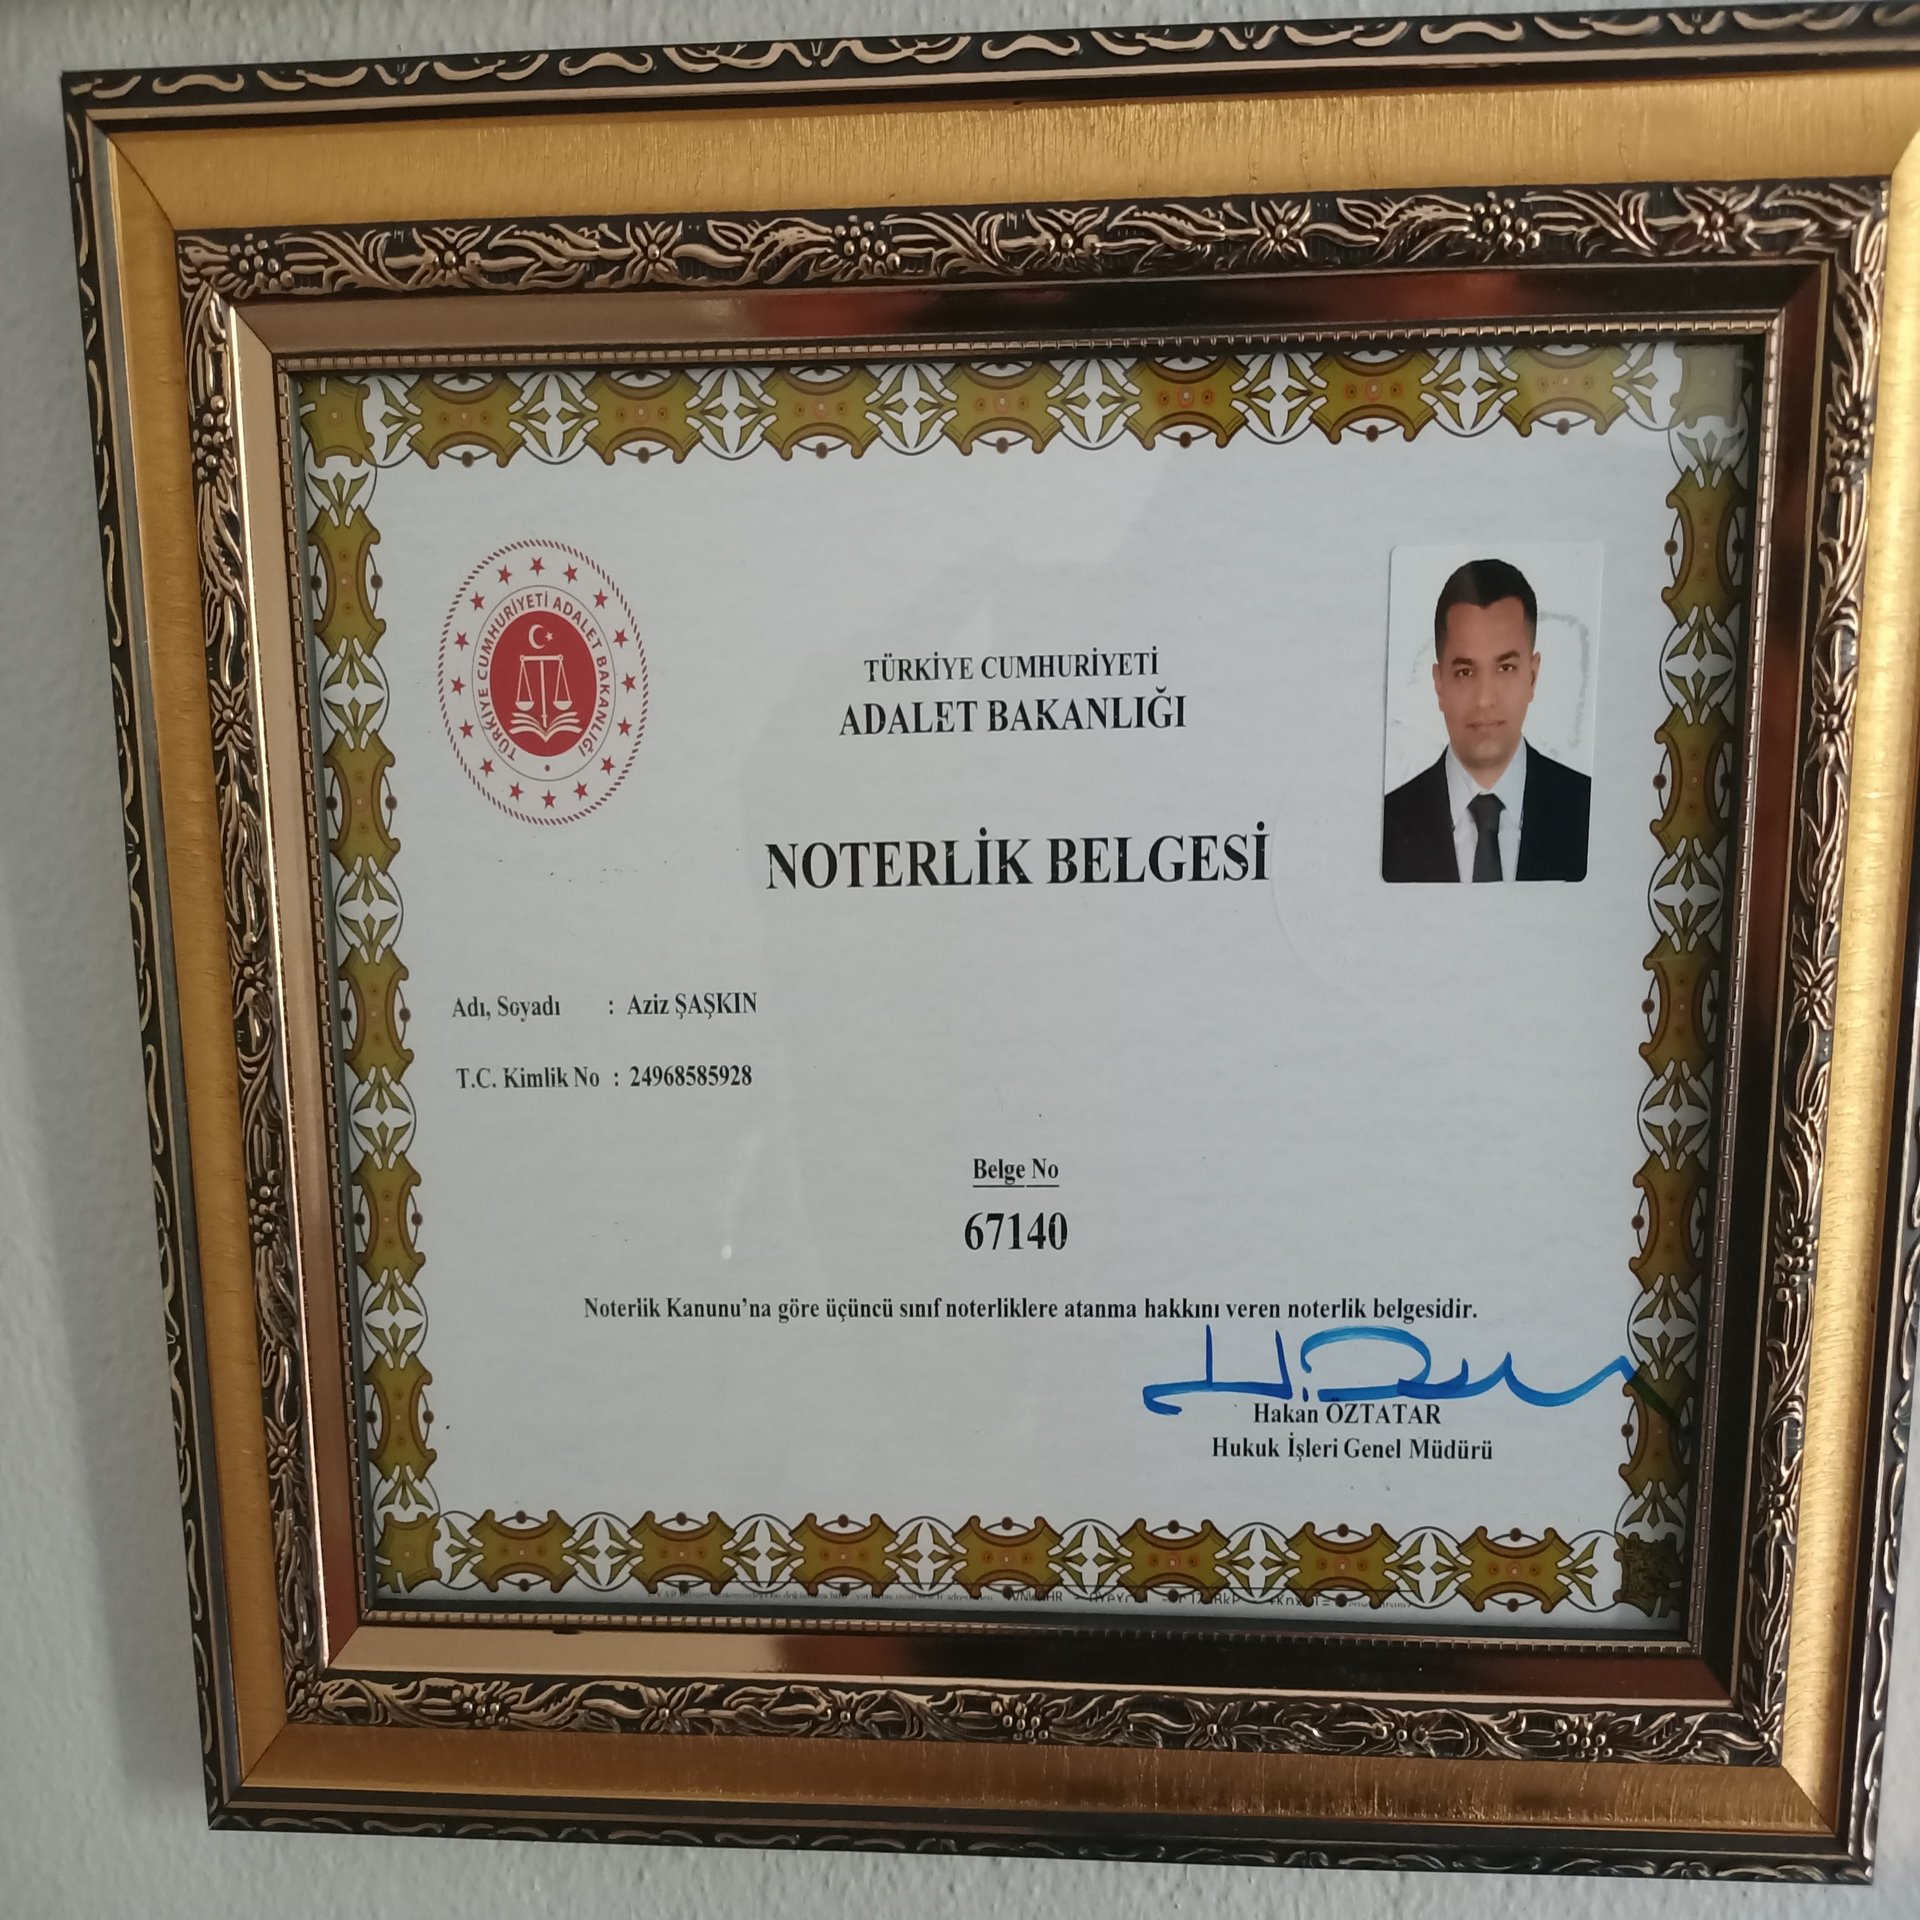 TÜRKİYE CUMHURİYETİ ADALET BAKANLIĞI
TÜRKİYE CUMHURİYETİ
ADALET BAKANLIĞI
NOTERLİK BELGESİ
Adı, Soyadı : Aziz ŞAŞKIN
T.C. Kimlik No : 24968585928
Belge No
67140
Noterlik Kanunu'na göre üçüncü sınıf noterliklere atanma hakkını veren noterlik belgesidir.
Hakan ÖZTATAR
Hukuk İşleri Genel Müdürü